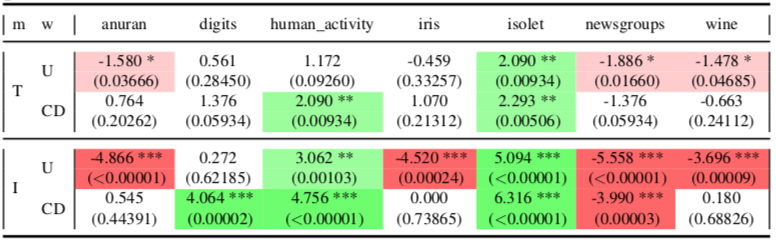 m w anuran digits human_activity iris isolet newsgroups wine
T U -1.580 * 0.561 1.172 -0.459 2.090 ** -1.886 * -1.478 *
(0.03666) (0.28450) (0.09260) (0.33257) (0.00934) (0.01660) (0.04685)
CD 0.764 1.376 2.090 ** 1.070 2.293 ** -1.376 -0.663
(0.20262) (0.05934) (0.00934) (0.21312) (0.00506) (0.05934) (0.24112)
I U -4.866 *** 0.272 3.062 ** -4.520 *** 5.094 *** -5.558 *** -3.696 ***
(<0.00001) (0.62185) (0.00103) (0.00024) (<0.00001) (<0.00001) (0.00009)
CD 0.545 4.064 *** 4.756 *** 0.000 6.316 *** -3.990 *** 0.180
(0.44391) (0.00002) (<0.00001) (0.73865) (<0.00001) (0.00003) (0.68826)